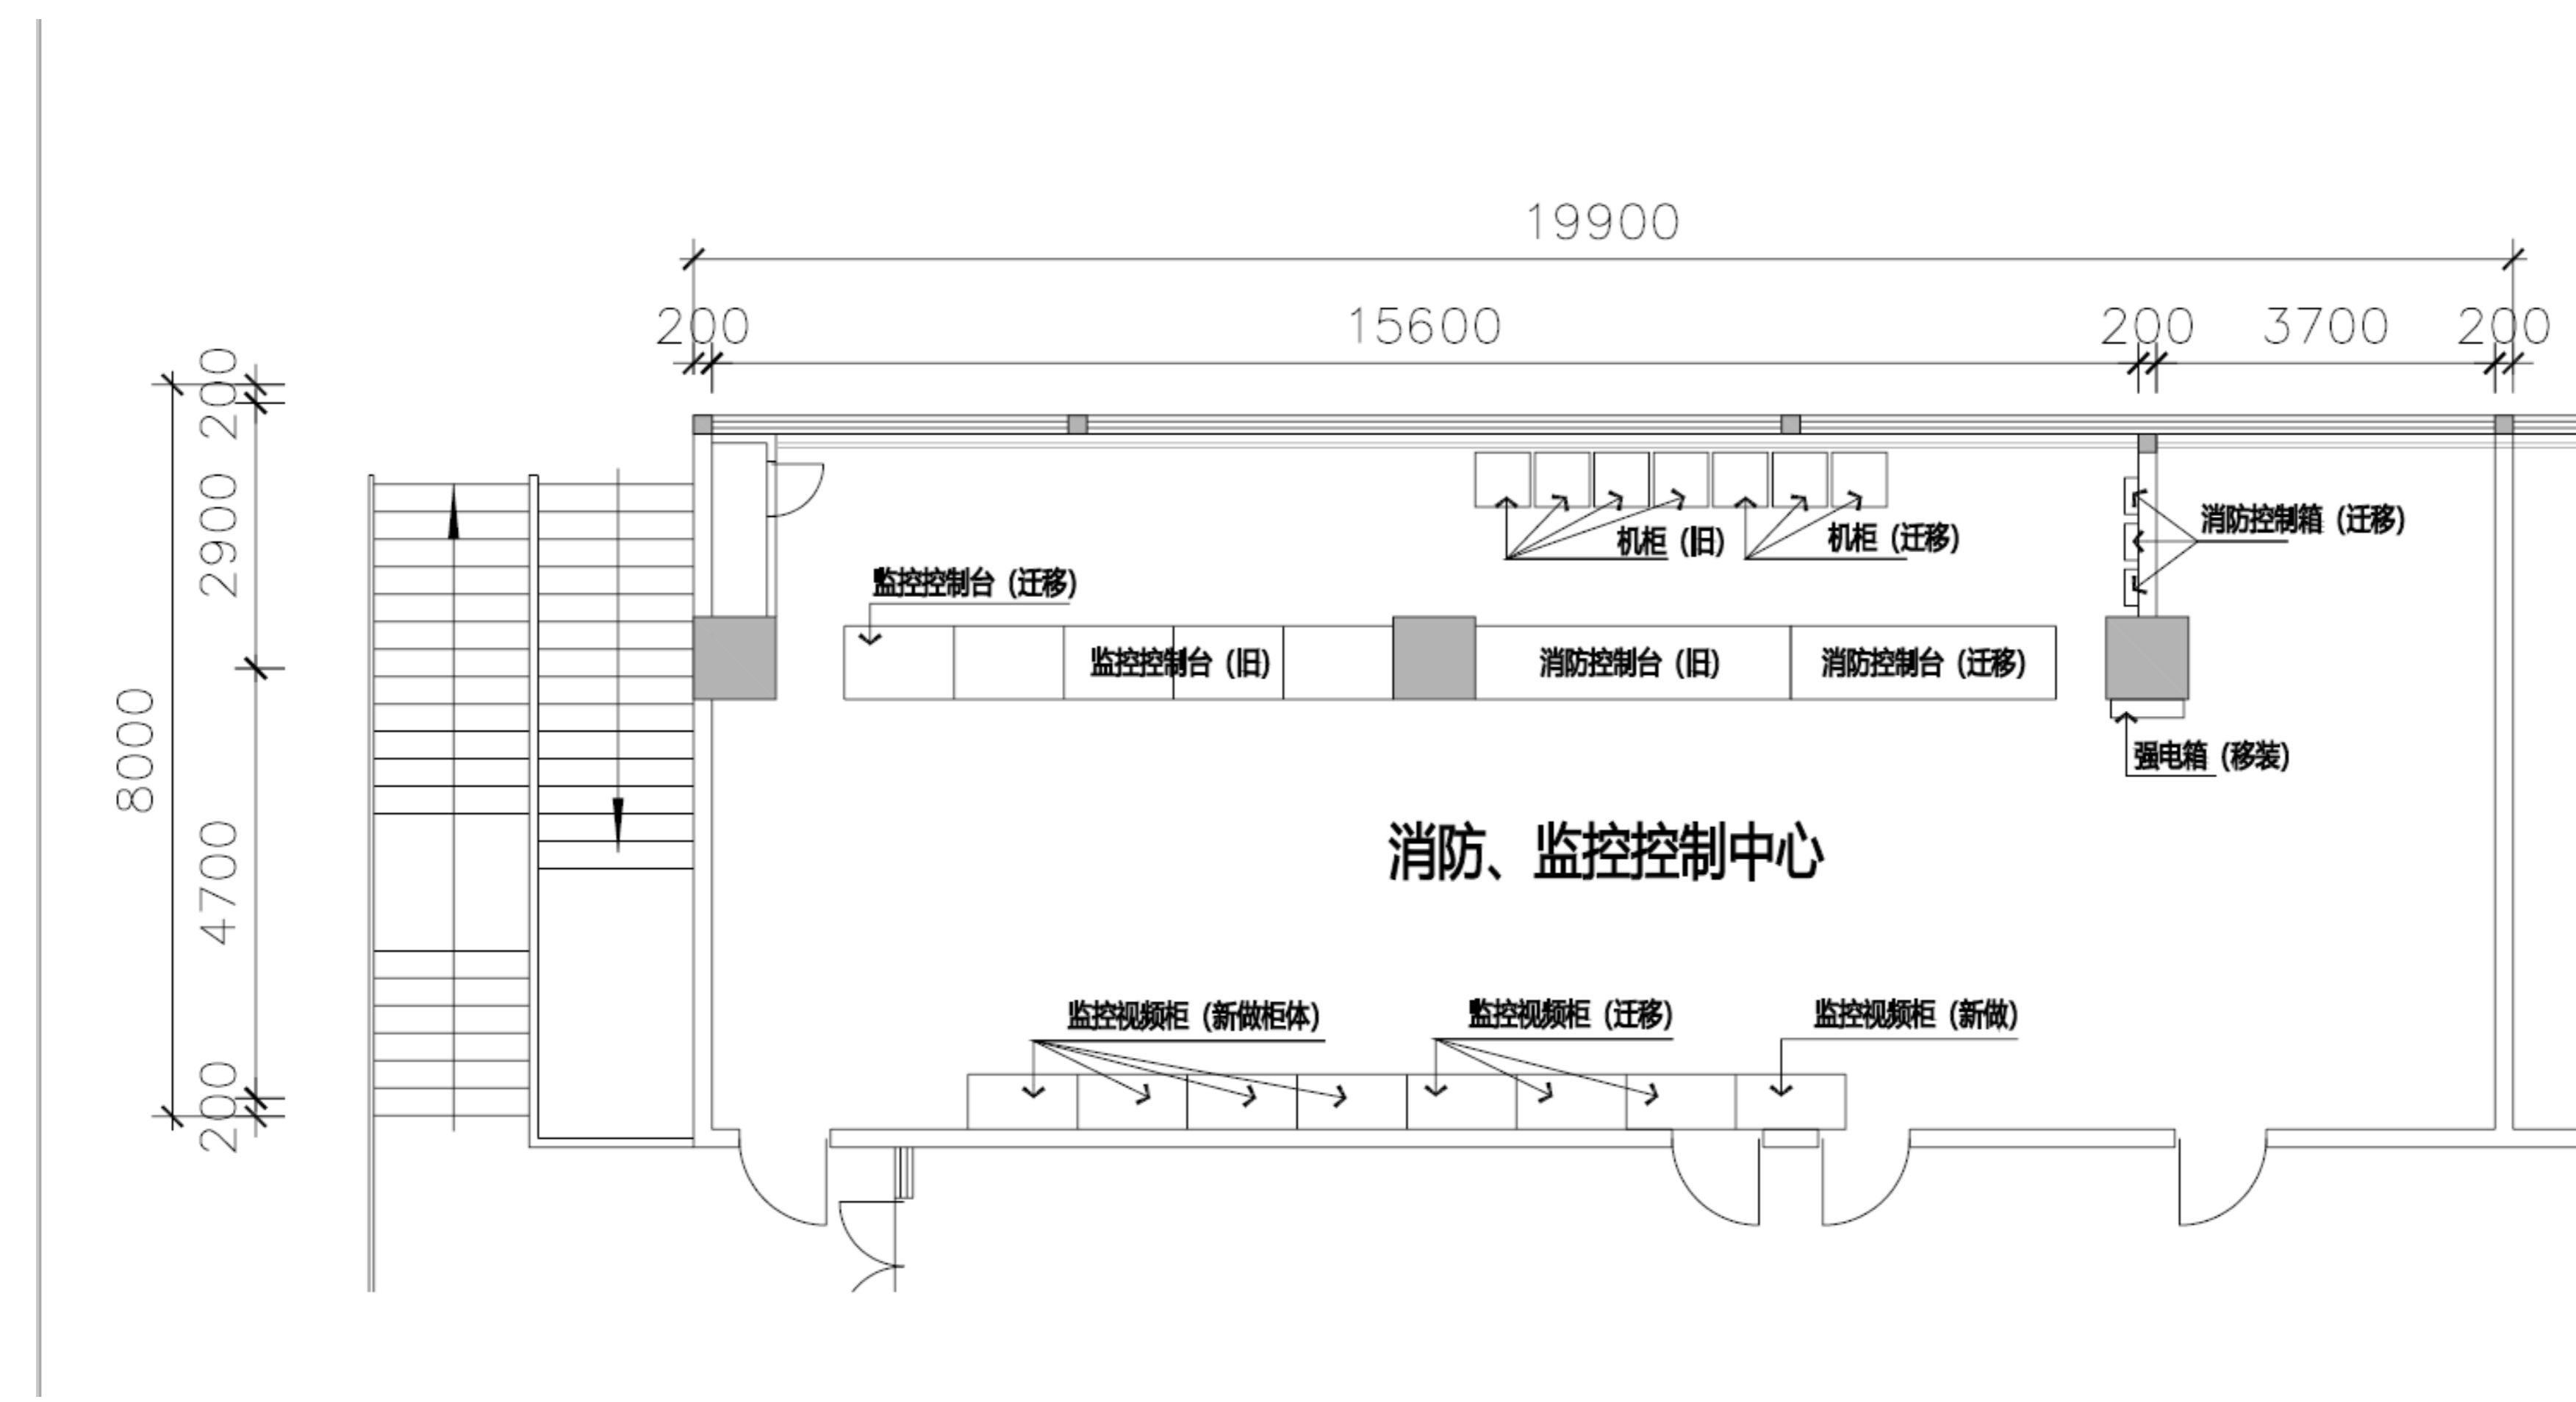 19900
200
15600
200
3700
200
200
2900
8000
4700
200
消防控制箱（迁移）
机柜（旧）
机柜（迁移）
监控控制台（迁移）
监控控制台（旧）
消防控制台（旧）
消防控制台（迁移）
强电箱（移装）
消防、监控控制中心
监控视频柜（新做柜体）
监控视频柜（迁移）
监控视频柜（新做）